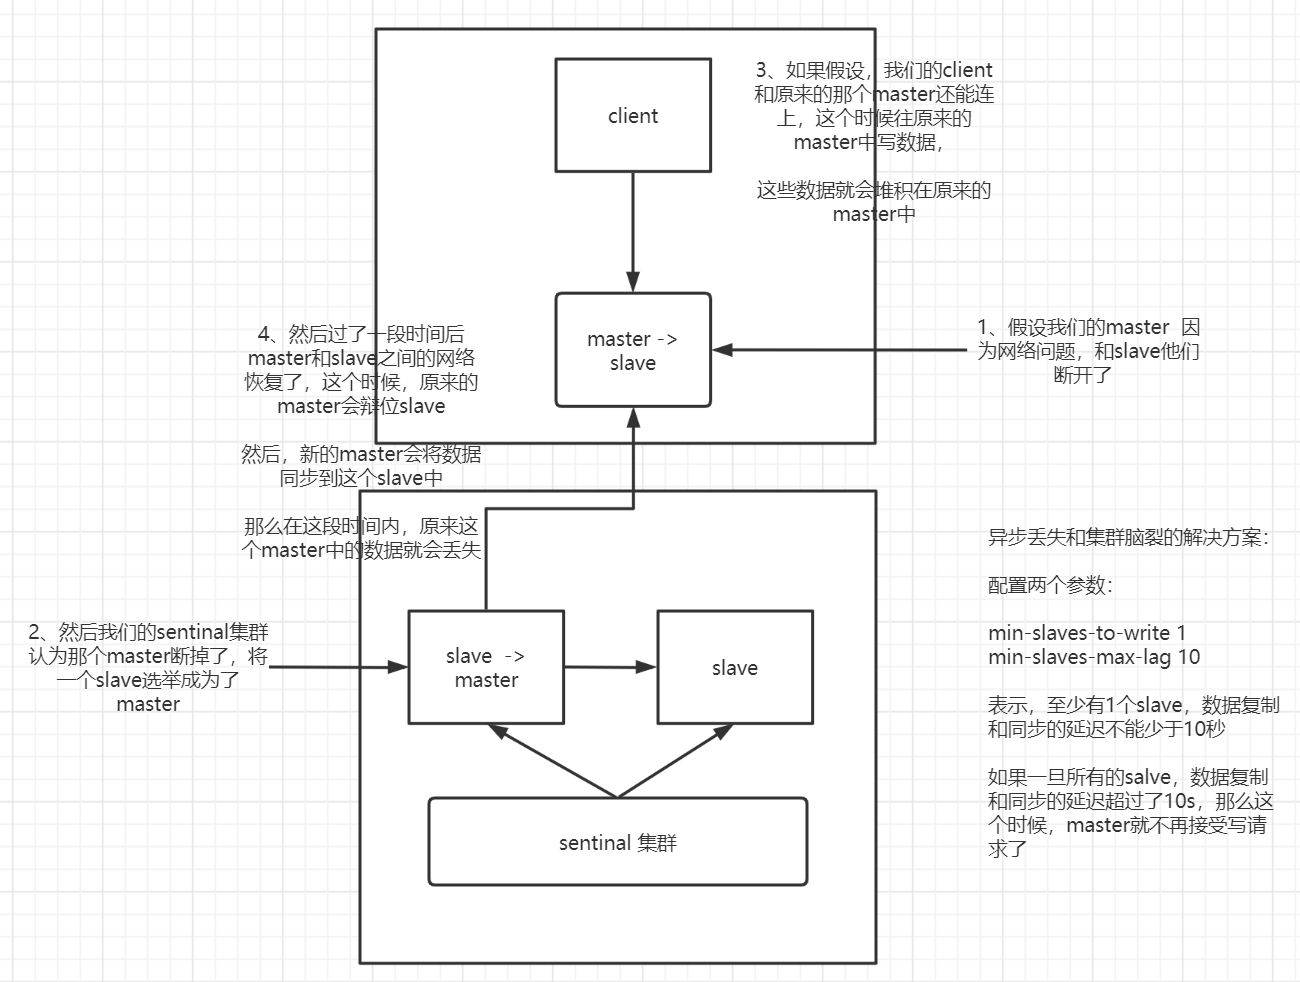 client
3、如果假设，我们的client
和原来的那个master还能连
上，这个时候往原来的
master中写数据，
这些数据就会堆积在原来的
master中
master ->
slave
1、假设我们的master  因
为网络问题，和slave他们
断开了
4、然后过了一段时间后
master和slave之间的网络
恢复了，这个时候，原来的
master会辩位slave
然后，新的master会将数据
同步到这个slave中
那么在这段时间内，原来这
个master中的数据就会丢失
2、然后我们的sentinal集群
认为那个master断掉了，将
一个slave选举成为了
master
slave  ->
master
slave
sentinal 集群
异步丢失和集群脑裂的解决方案：
配置两个参数：
min-slaves-to-write 1
min-slaves-max-lag 10
表示，至少有1个slave，数据复制
和同步的延迟不能少于10秒
如果一旦所有的salve，数据复制
和同步的延迟超过了10s，那么这
个时候，master就不再接受写请
求了